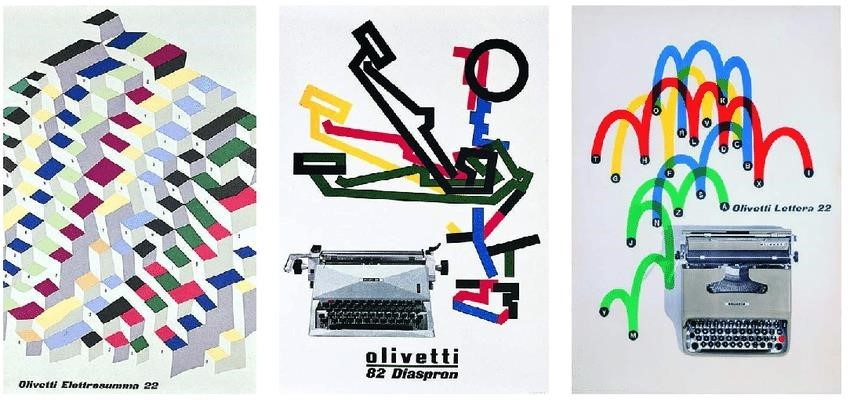 Olivetti Elettrosumma 22
olivetti
82 Diaspron
K
O
V
L
D
C
T
H
B
F
I
G
X
S
A
Z
Olivetti Lettera 22
N
J
Y
M